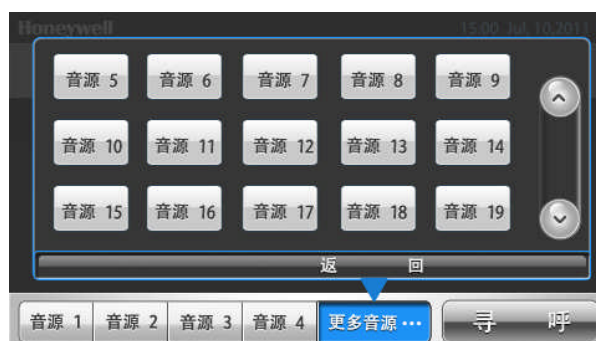 Honeywell 15:00 Jul, 10,2011
音源 5 音源 6 音源 7 音源 8 音源 9
音源 10 音源 11 音源 12 音源 13 音源 14
音源 15 音源 16 音源 17 音源 18 音源 19
返 回
音源 1 音源 2 音源 3 音源 4 更多音源 ··· 寻 呼